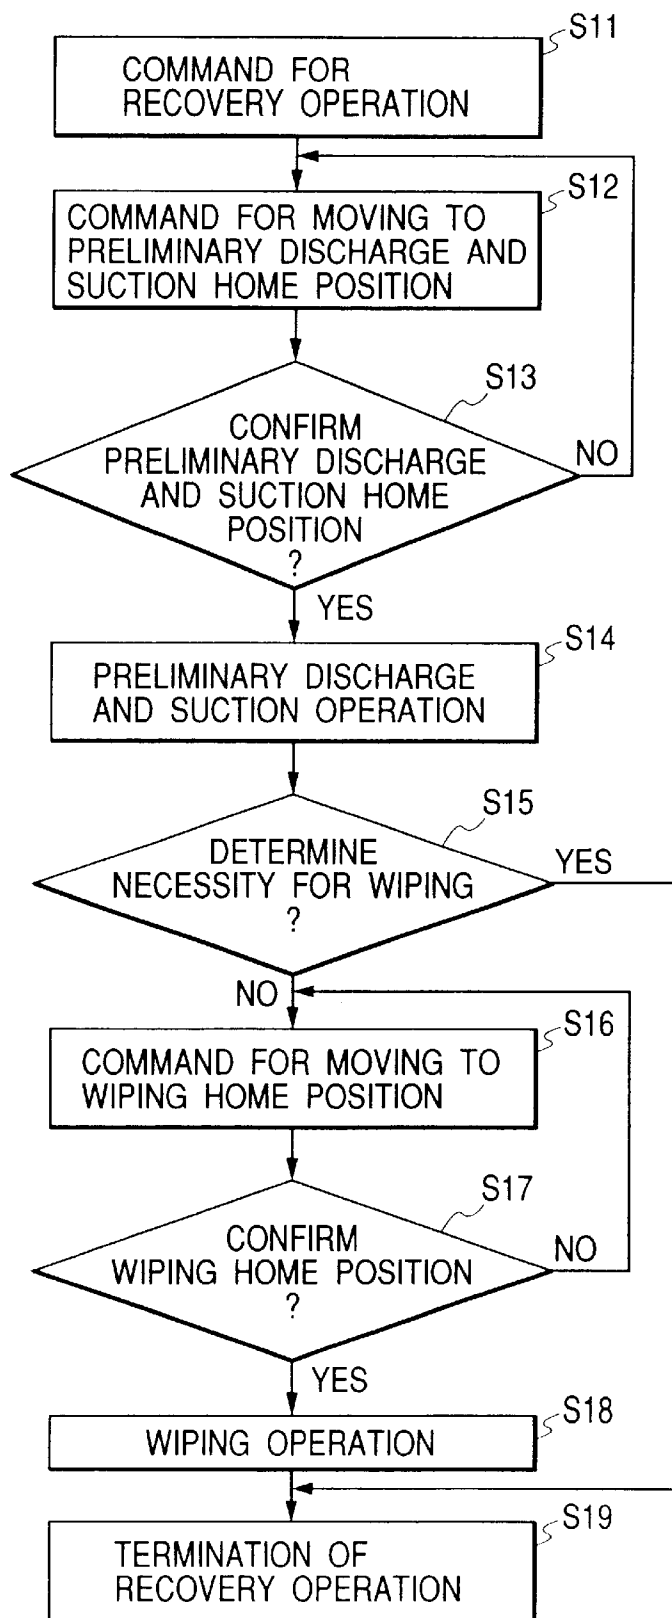 S11
COMMAND FOR
RECOVERY OPERATION
S12
COMMAND FOR MOVING TO
PRELIMINARY DISCHARGE AND
SUCTION HOME POSITION
S13
CONFIRM
PRELIMINARY DISCHARGE
AND SUCTION HOME
POSITION
?
NO
YES
S14
PRELIMINARY DISCHARGE
AND SUCTION OPERATION
S15
DETERMINE
NECESSITY FOR WIPING
?
YES
NO
S16
COMMAND FOR MOVING TO
WIPING HOME POSITION
S17
CONFIRM
WIPING HOME POSITION
?
NO
YES
S18
WIPING OPERATION
S19
TERMINATION OF
RECOVERY OPERATION